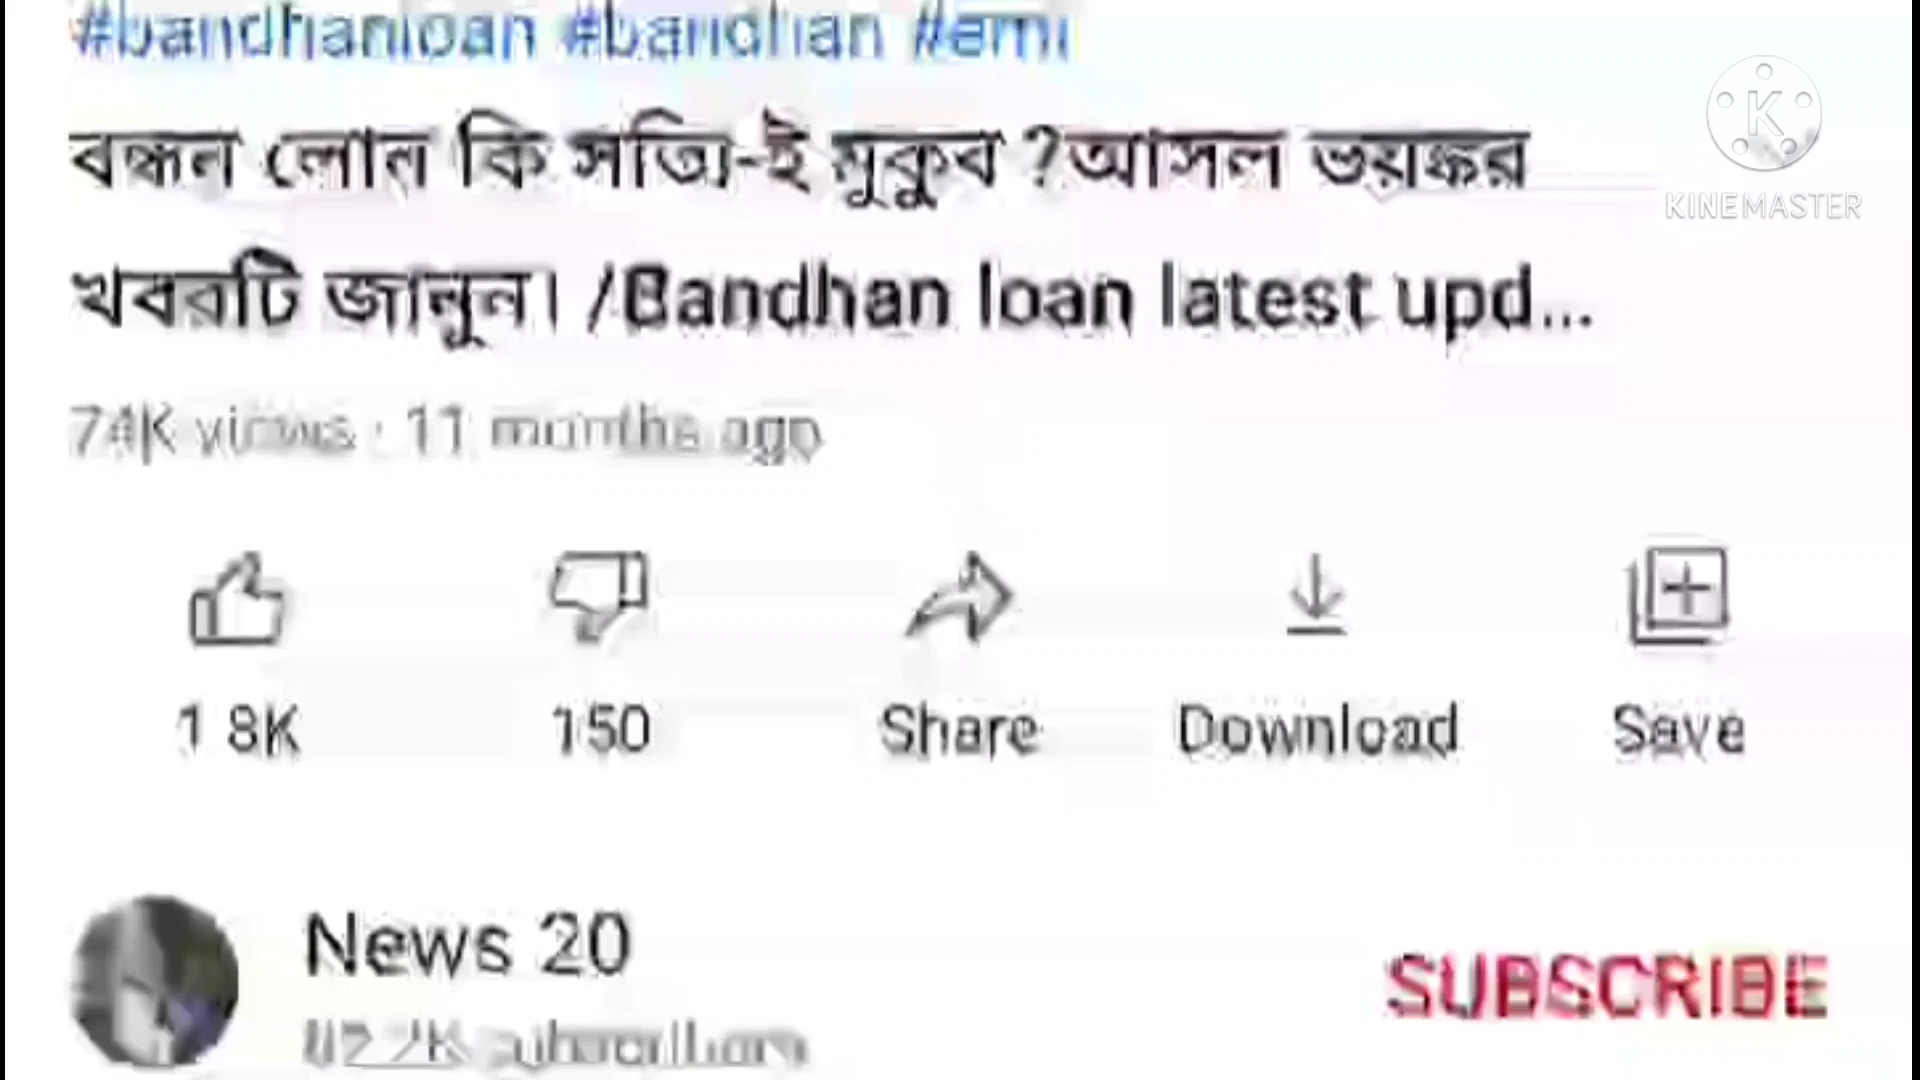 #bandhanloan #bandhan #emi
বন্ধন লোন কি সত্যি-ই মুকুব ?আসল ভয়ঙ্কর
খবরটি জানুন। /Bandhan loan latest upd...
74K views · 11 months ago
1 8K 150 Share Download Save
News 20
SUBSCRIBE
subscribers
K
KINEMASTER